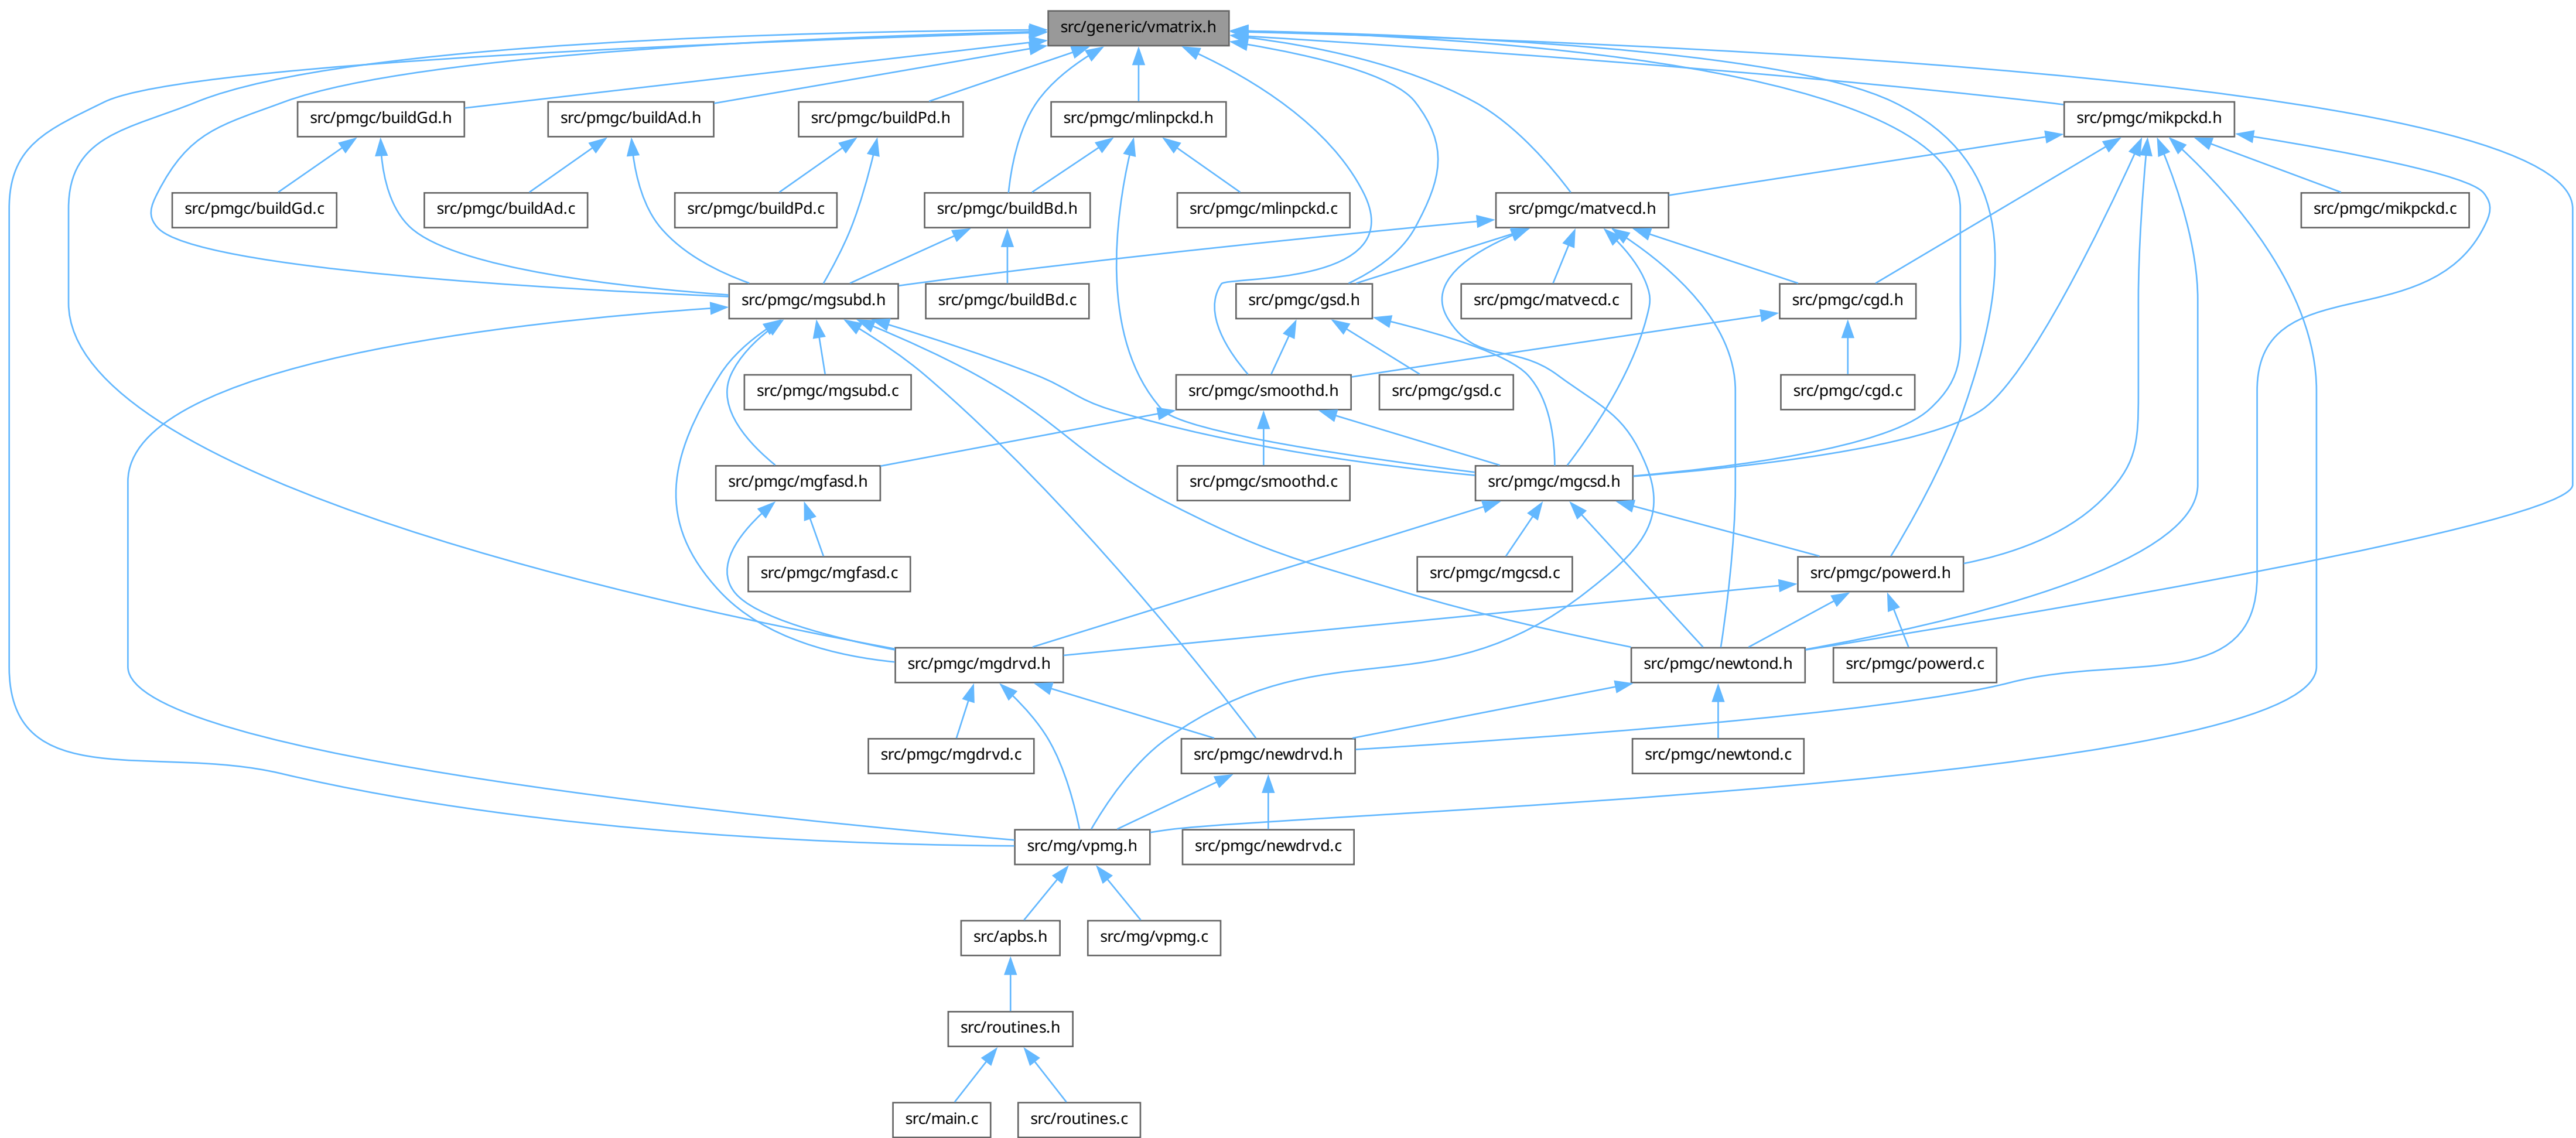 src/generic/vmatrix.h
src/pmgc/buildGd.h
src/pmgc/buildAd.h
src/pmgc/buildPd.h
src/pmgc/mlinpckd.h
src/pmgc/mikpckd.h
src/pmgc/buildGd.c
src/pmgc/buildAd.c
src/pmgc/buildPd.c
src/pmgc/buildBd.h
src/pmgc/mlinpckd.c
src/pmgc/matvecd.h
src/pmgc/mikpckd.c
src/pmgc/mgsubd.h
src/pmgc/buildBd.c
src/pmgc/gsd.h
src/pmgc/matvecd.c
src/pmgc/cgd.h
src/pmgc/mgsubd.c
src/pmgc/smoothd.h
src/pmgc/gsd.c
src/pmgc/cgd.c
src/pmgc/mgfasd.h
src/pmgc/smoothd.c
src/pmgc/mgcsd.h
src/pmgc/mgfasd.c
src/pmgc/mgcsd.c
src/pmgc/powerd.h
src/pmgc/mgdrvd.h
src/pmgc/newtond.h
src/pmgc/powerd.c
src/pmgc/mgdrvd.c
src/pmgc/newdrvd.h
src/pmgc/newtond.c
src/mg/vpmg.h
src/pmgc/newdrvd.c
src/apbs.h
src/mg/vpmg.c
src/routines.h
src/main.c
src/routines.c